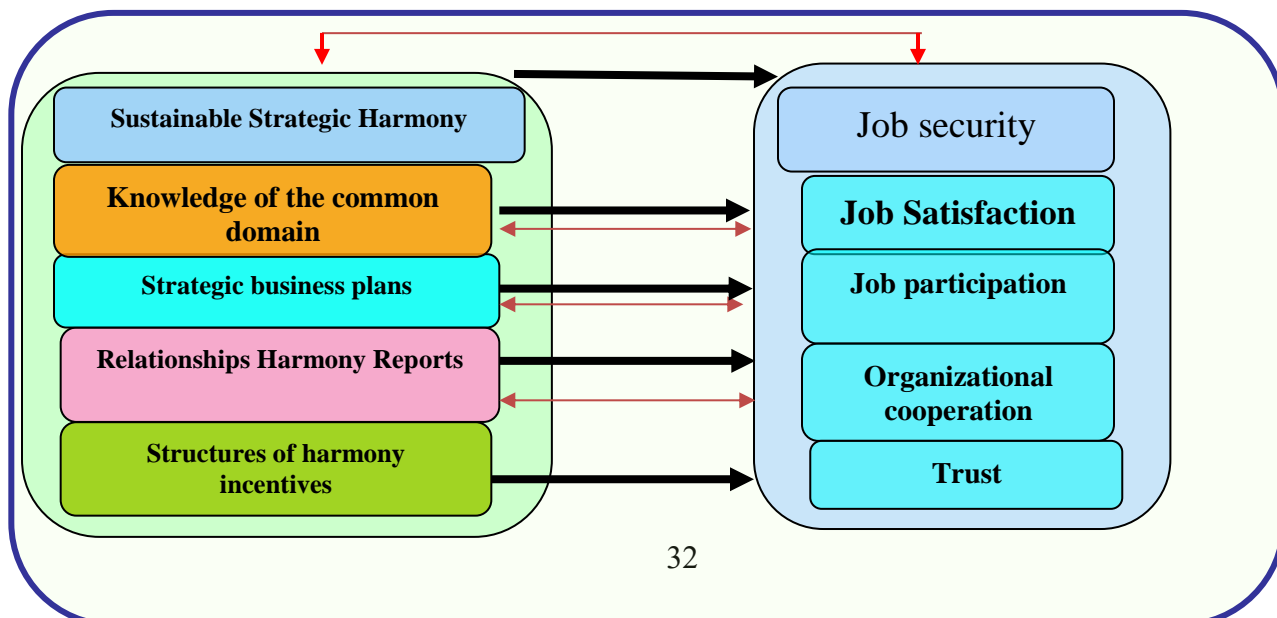 Sustainable Strategic Harmony
Job security
Knowledge of the common
domain
Job Satisfaction
Strategic business plans
Job participation
Relationships Harmony Reports
Organizational
cooperation
Structures of harmony
incentives
Trust
32